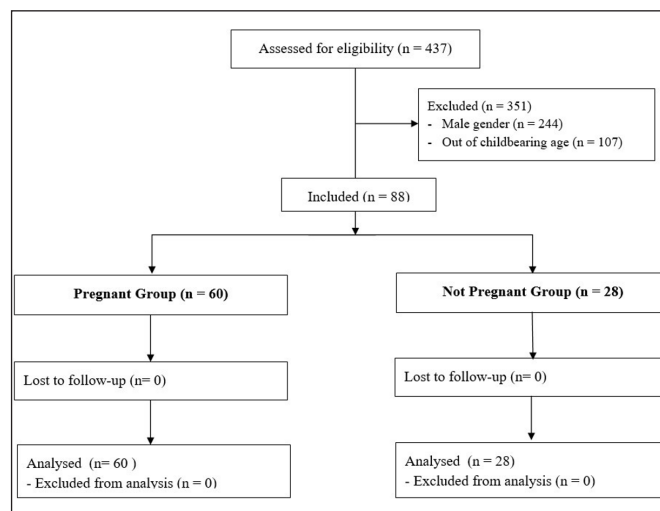 Assessed for eligibility (n = 437)
Excluded (n = 351)
- Male gender (n = 244)
- Out of childbearing age (n = 107)
Included (n = 88)
Pregnant Group (n = 60)
Not Pregnant Group (n = 28)
Lost to follow-up (n= 0)
Lost to follow-up (n= 0)
Analysed (n= 60 )
- Excluded from analysis (n = 0)
Analysed (n = 28)
- Excluded from analysis (n = 0)